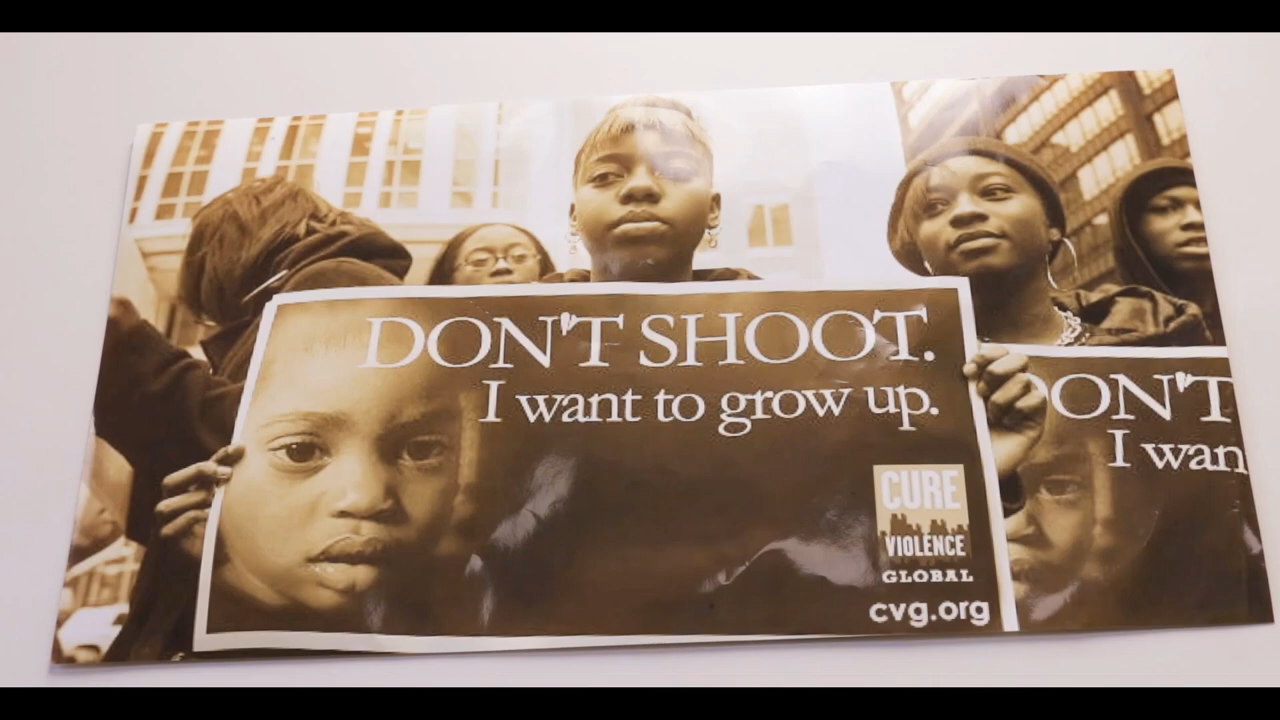 DON'T SHOOT.
I want to grow up.
CURE
VIOLENCE
GLOBAL
cvg.org
DON'T
I wan